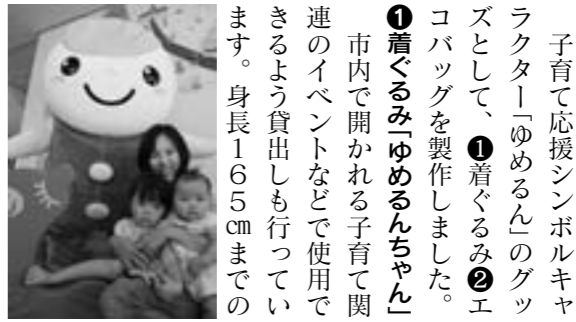 子育て応援シンボルキャ
ラクター「ゆめるん」のグッ
ズとして、❶着ぐるみ❷エ
コバッグを製作しました。
❶着ぐるみ「ゆめるんちゃん」
市内で開かれる子育て関
連のイベントなどで使用で
きるよう貸出しも行ってい
ます。身長165㎝までの